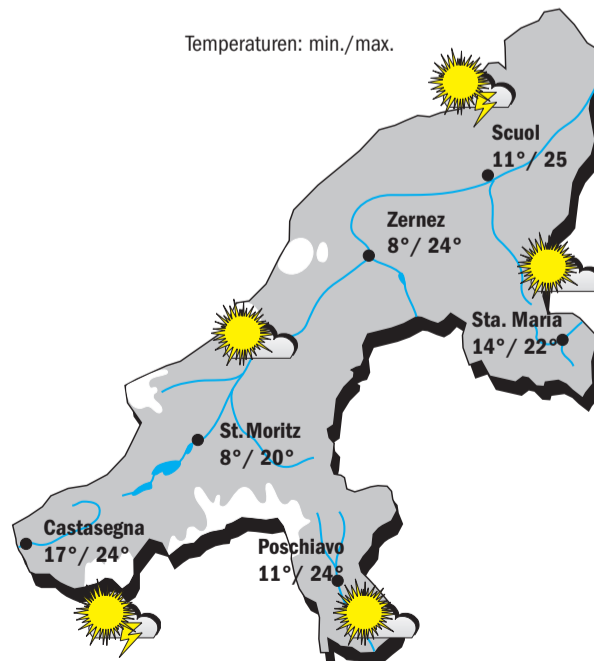 Temperaturen: min./max.
Scuol
11°/ 25
Zernez
8°/ 24°
Sta. Maria
14°/ 22°
St. Moritz
8°/ 20°
Castasegna
17°/ 24°
Poschiavo
11°/ 24°